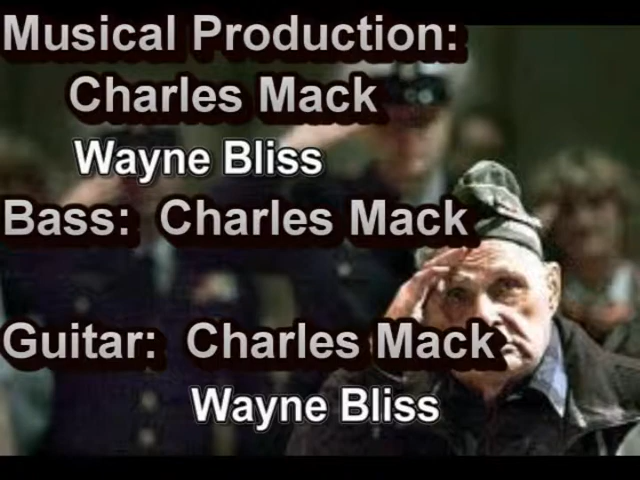 Musical Production:
Charles Mack
Wayne Bliss
Bass: Charles Mack
Guitar: Charles Mack
Wayne Bliss